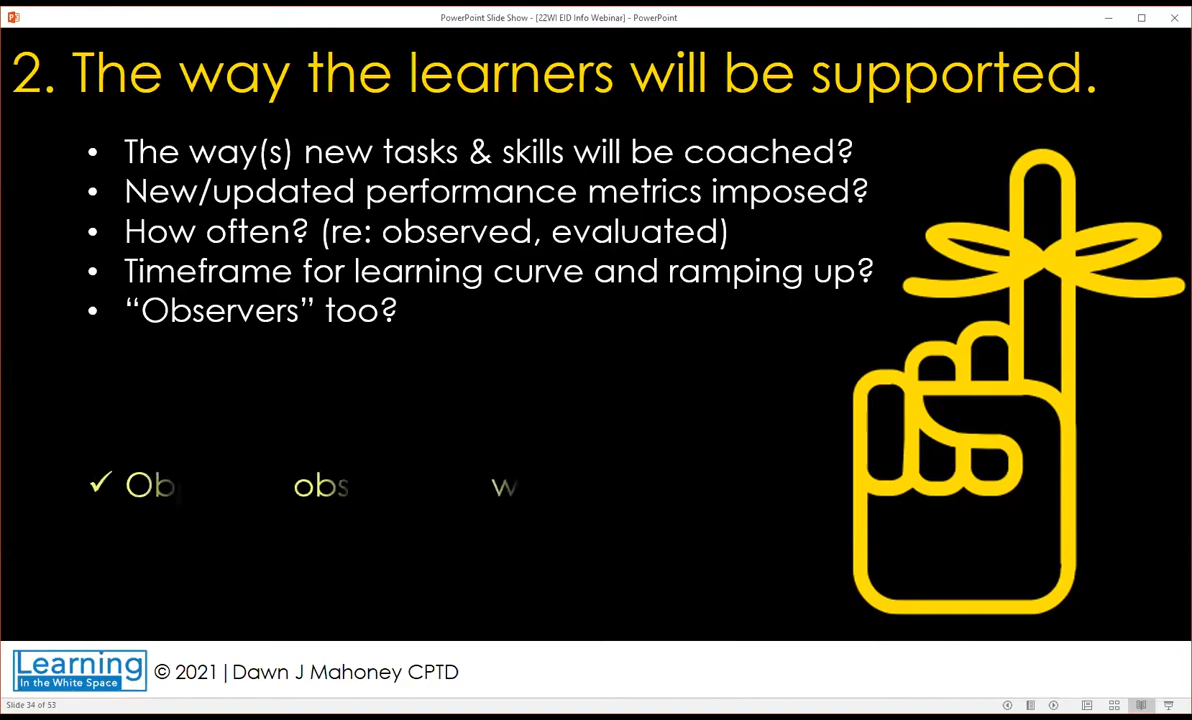 PowerPoint Slide Show - [22WI EID Info Webinar] - PowerPoint
2. The way the learners will be supported.
• The way(s) new tasks & skills will be coached?
• New/updated performance metrics imposed?
• How often? (re: observed, evaluated)
• Timeframe for learning curve and ramping up?
• “Observers” too?
Learning
In the White Space
© 2021 | Dawn J Mahoney CPTD
Slide 34 of 53